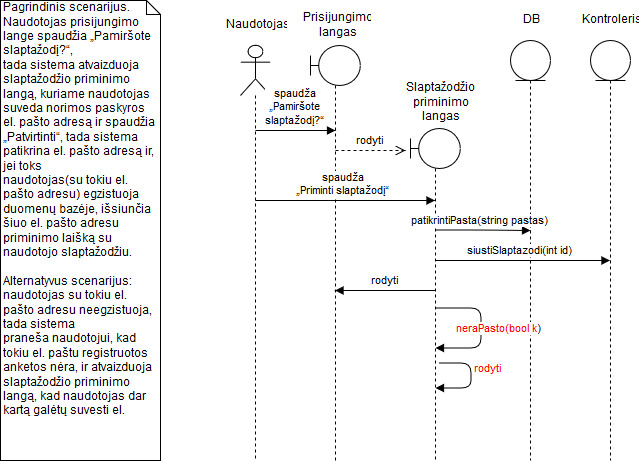 Pagrindinis scenarijus.
Naudotojas prisijungimo
lange spaudžia „Pamiršote
slaptažodį?“,
tada sistema atvaizduoja
slaptažodžio priminimo
langą, kuriame naudotojas
suveda norimos paskyros
el. pašto adresą ir spaudžia
„Patvirtinti“, tada sistema
patikrina el. pašto adresą ir,
jei toks
naudotojas(su tokiu el.
pašto adresu) egzistuoja
duomenų bazėje, išsiunčia
šiuo el. pašto adresu
priminimo laišką su
naudotojo slaptažodžiu.
Alternatyvus scenarijus:
naudotojas su tokiu el.
pašto adresu neegzistuoja,
tada sistema
praneša naudotojui, kad
tokiu el. paštu registruotos
anketos nėra, ir atvaizduoja
slaptažodžio priminimo
langą, kad naudotojas dar
kartą galėtų suvesti el.
Naudotojas
Prisijungimo
langas
DB
Kontroleris
Slaptažodžio
priminimo
langas
spaudža
„Pamiršote
slaptažodį?“
rodyti
spaudža
„Priminti slaptažodį“
patikrintiPasta(string pastas)
siustiSlaptazodi(int id)
rodyti
neraPasto(bool k)
rodyti